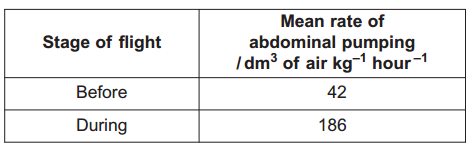 Stage of flight
Mean rate of
abdominal pumping
/ dm³ of air kg⁻¹ hour⁻¹
Before
42
During
186